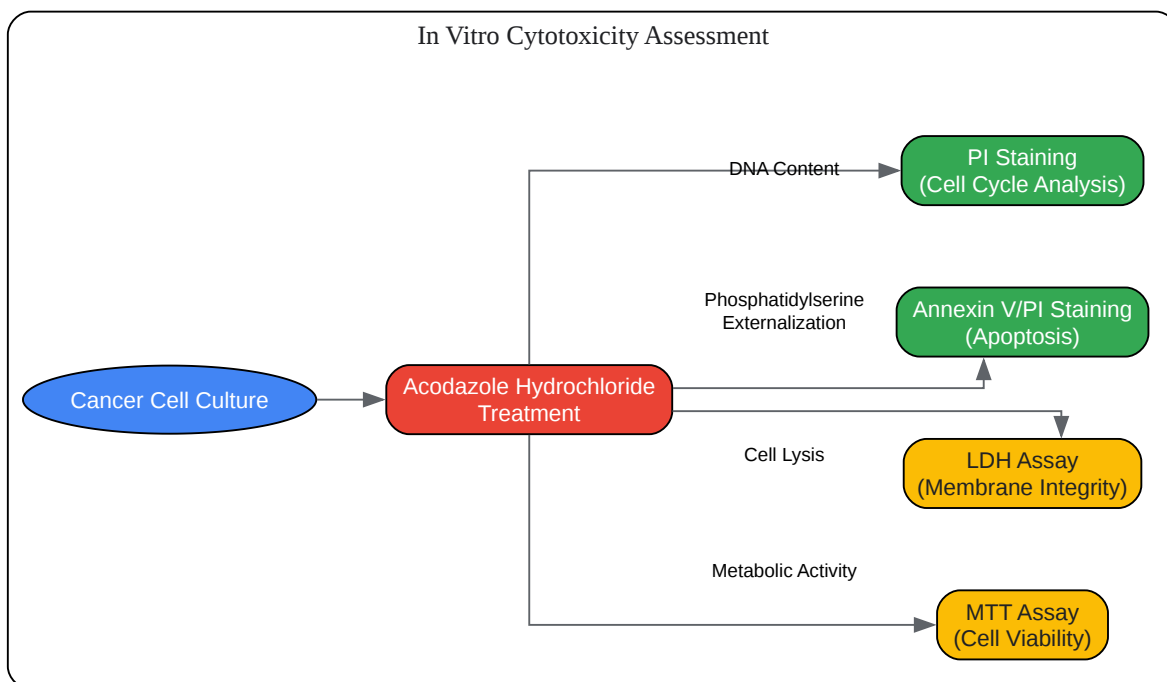 In Vitro Cytotoxicity Assessment
DNA Content
PI Staining
(Cell Cycle Analysis)
Phosphatidylserine
Externalization
Annexin V/PI Staining
(Apoptosis)
Cancer Cell Culture
Acodazole Hydrochloride
Treatment
Cell Lysis
LDH Assay
(Membrane Integrity)
Metabolic Activity
MTT Assay
(Cell Viability)